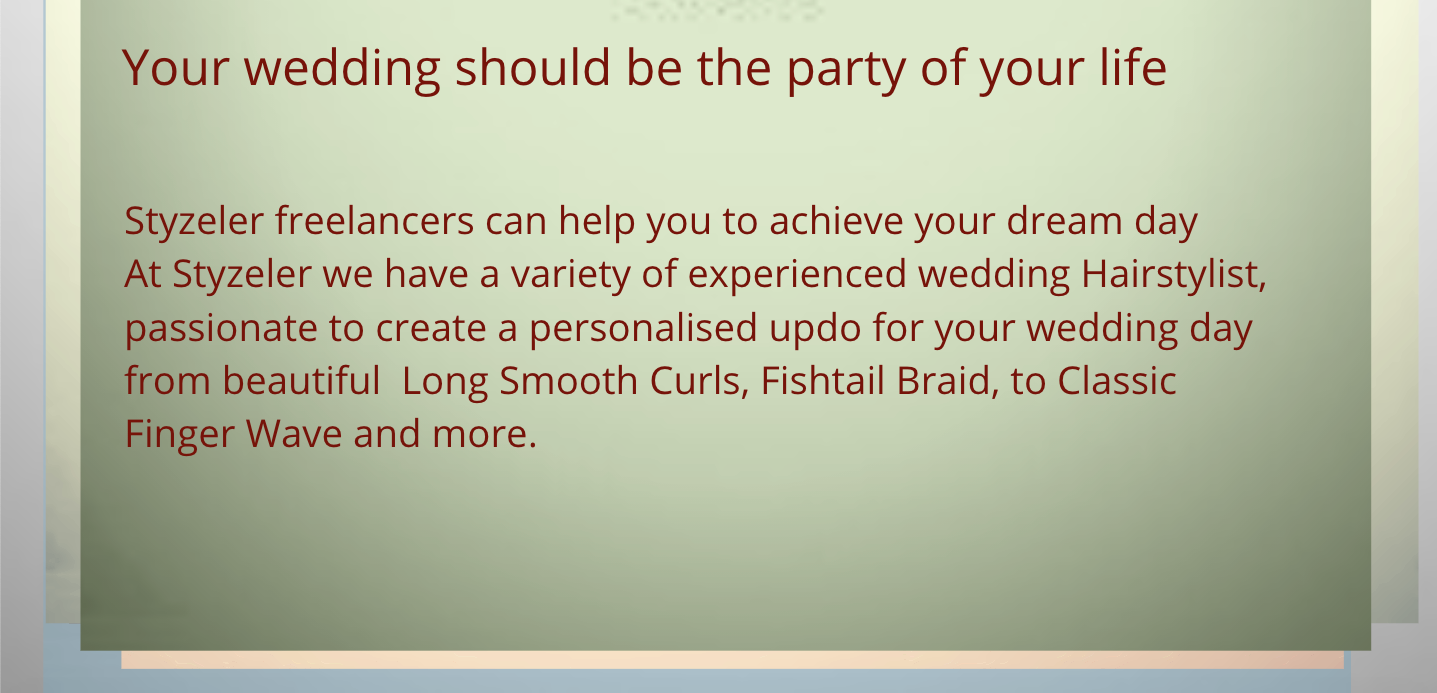 Your wedding should be the party of your life
Styzeler freelancers can help you to achieve your dream day
At Styzeler we have a variety of experienced wedding Hairstylist,
passionate to create a personalised updo for your wedding day
from beautiful  Long Smooth Curls, Fishtail Braid, to Classic
Finger Wave and more.